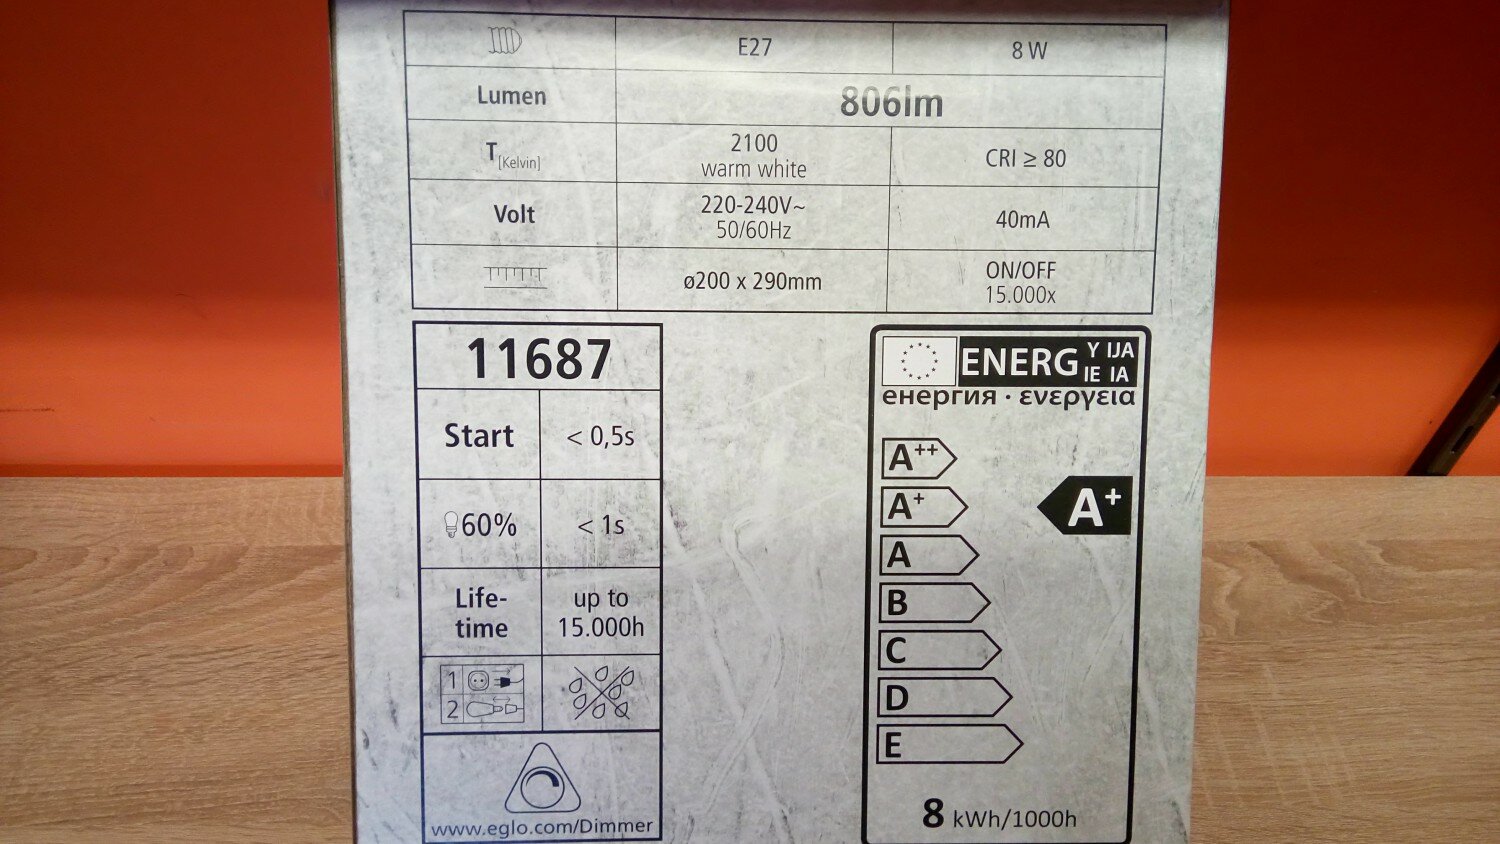 E27 8 W
Lumen 806lm
T[Kelvin] 2100 warm white CRI ≥ 80
Volt 220-240V~ 50/60Hz 40mA
ø200 x 290mm ON/OFF 15.000x
11687
Start < 0,5s
60% < 1s
Life-time up to 15.000h
1
2
www.eglo.com/Dimmer
ENERG Y IJA IE IA
енергия · ενεργεια
A++
A+ A+
A
B
C
D
E
8 kWh/1000h